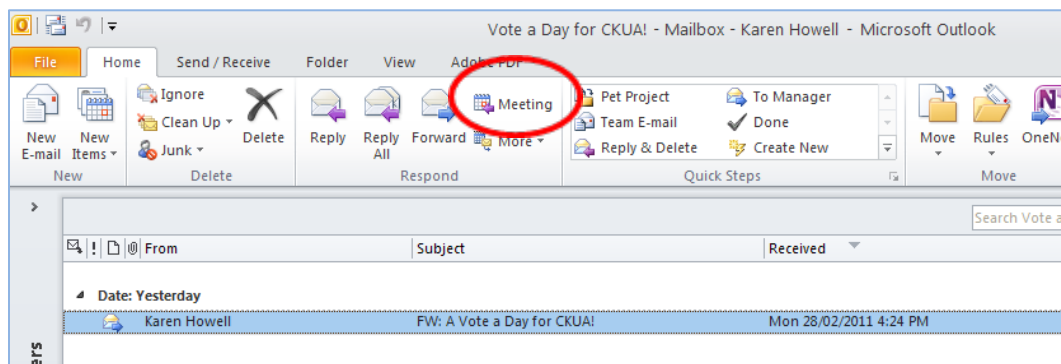 Vote a Day for CKUA! - Mailbox - Karen Howell - Microsoft Outlook
File Home Send / Receive Folder View Adobe PDF
New E-mail
New Items
Ignore
Clean Up
Junk
Delete
Reply
Reply All
Forward
Meeting
More
Pet Project
Team E-mail
Reply & Delete
To Manager
Done
Create New
Move
Rules
OneN
New Delete Respond Quick Steps Move
Search Vote a
From Subject Received
Date: Yesterday
Karen Howell FW: A Vote a Day for CKUA! Mon 28/02/2011 4:24 PM